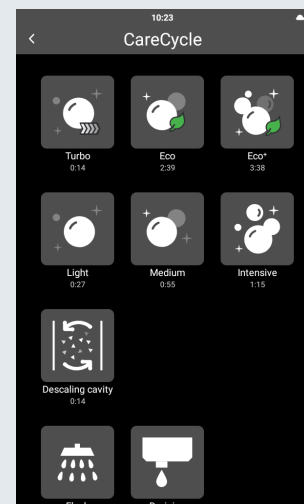 10:23
CareCycle
Turbo
0:14
Eco
2:39
Eco⁺
3:38
Light
0:27
Medium
0:55
Intensive
1:15
Descaling cavity
0:14